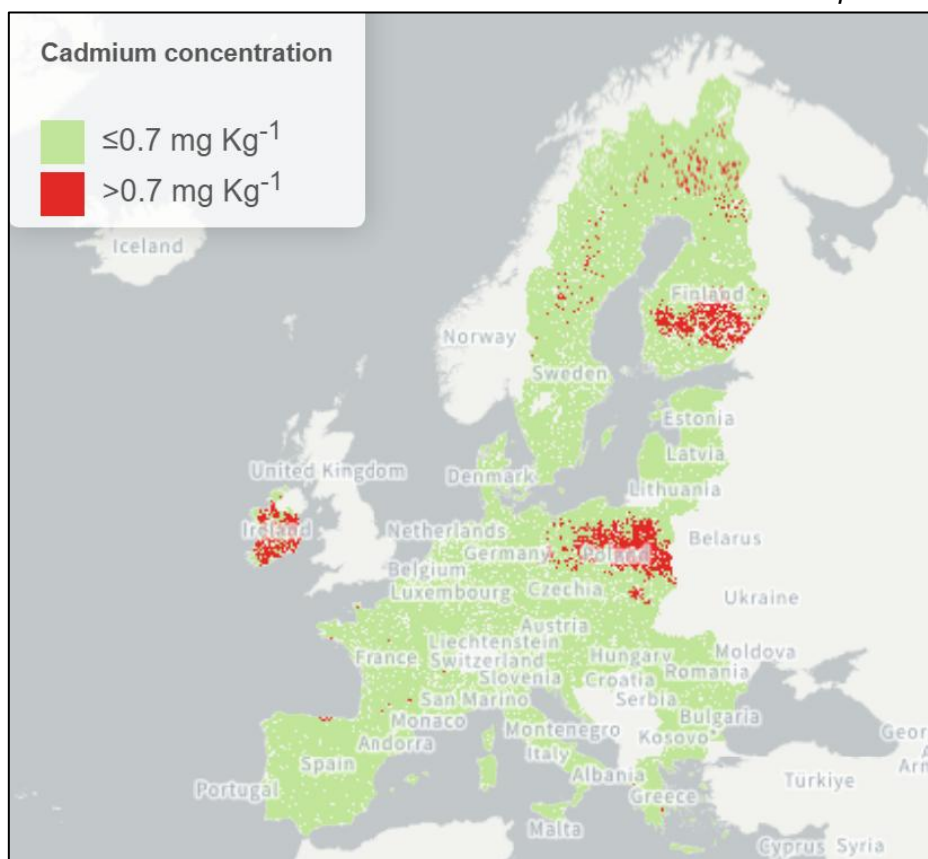 Cadmium concentration
≤0.7 mg Kg-1
>0.7 mg Kg-1
Iceland
Norway
Finland
Sweden
Estonia
Latvia
United Kingdom
Denmark
Lithuania
Ireland
Netherlands
Belarus
Germany
Poland
Belgium
Luxembourg
Czechia
Ukraine
Austria
Liechtenstein
France
Switzerland
Hungary
Moldova
Slovenia
Romania
Croatia
San Marino
Serbia
Monaco
Montenegro
Bulgaria
Andorra
Italy
Kosovo*
Geor
Spain
Albania
Arm
Portugal
Greece
Türkiye
Malta
Cyprus
Syria